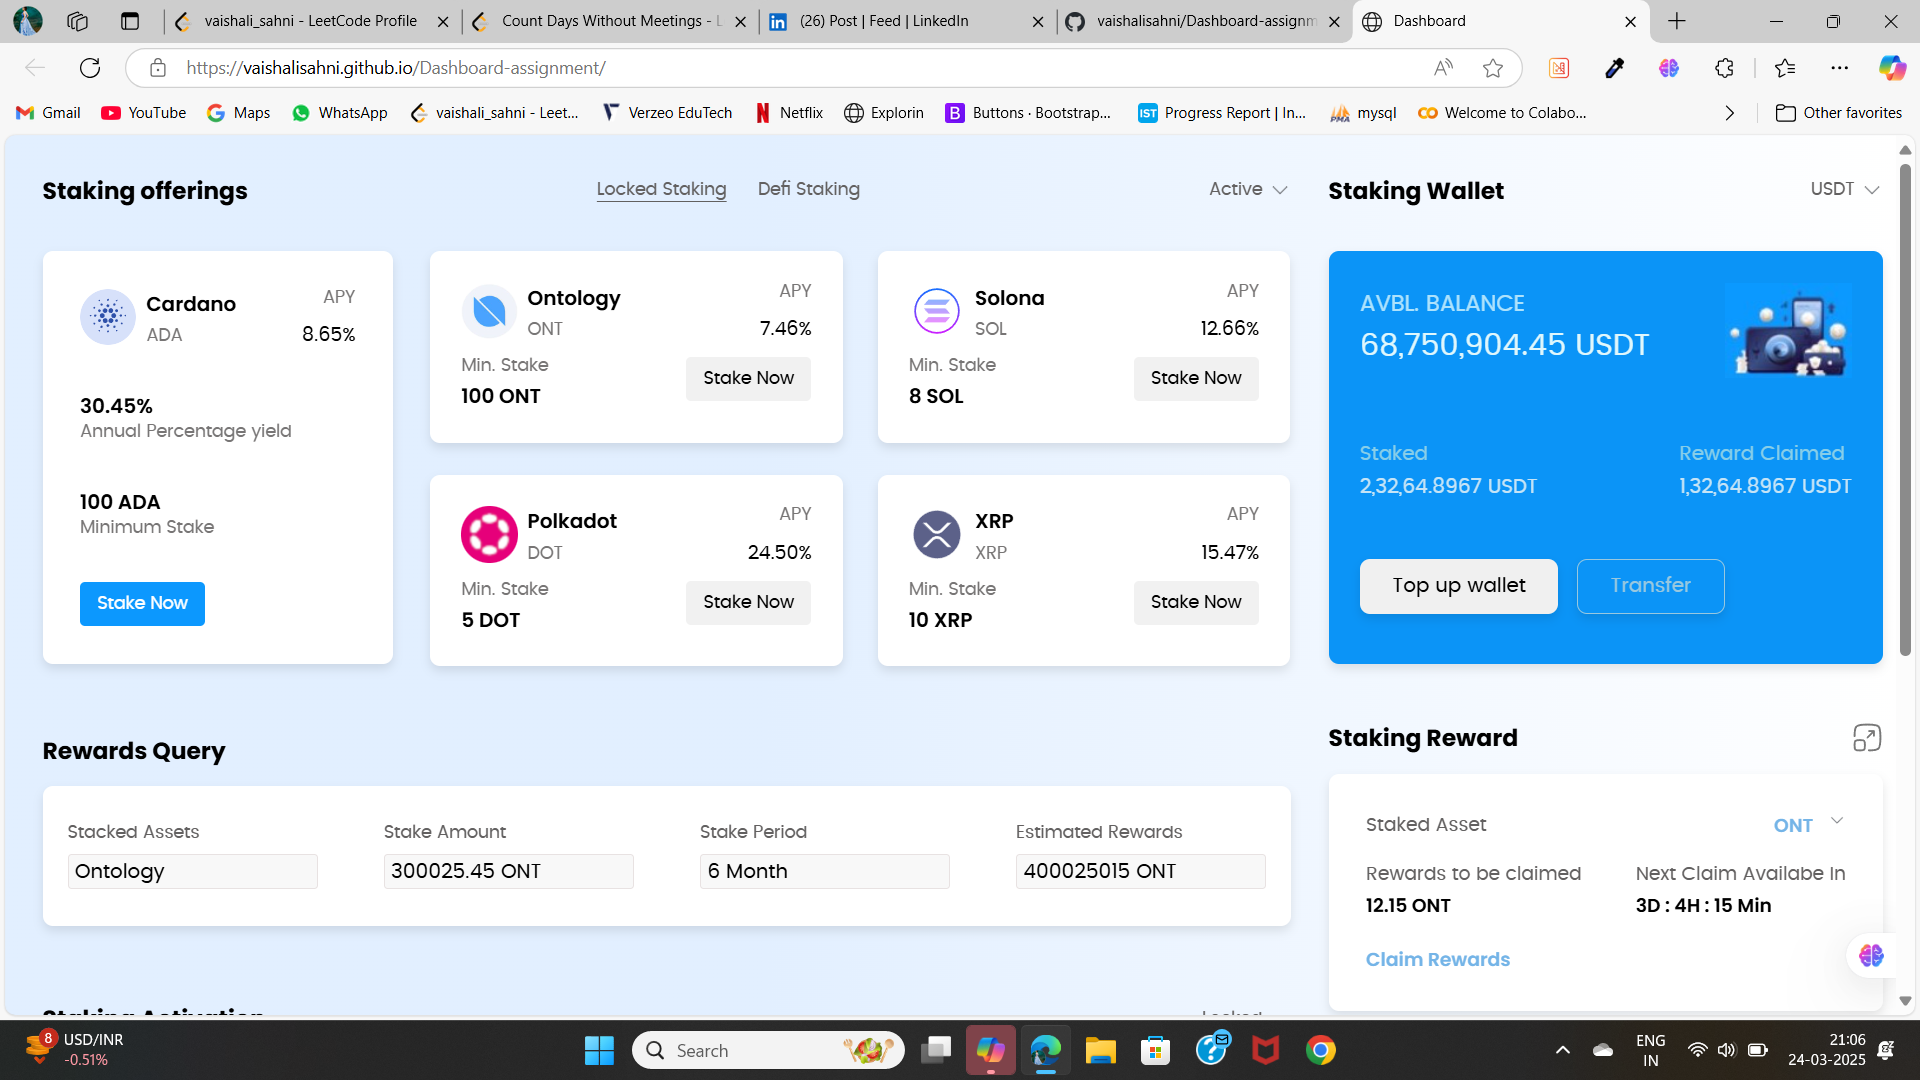 vaishali_sahni - LeetCode Profile
Count Days Without Meetings - L
(26) Post | Feed | LinkedIn
vaishalisahni/Dashboard-assignm
Dashboard
https://vaishalisahni.github.io/Dashboard-assignment/
Gmail
YouTube
Maps
WhatsApp
vaishali_sahni - Leet...
Verzeo EduTech
Netflix
Explorin
Buttons · Bootstrap...
Progress Report | In...
mysql
Welcome to Colabo...
Other favorites
Staking offerings
Locked Staking
Defi Staking
Active
Cardano
ADA
APY
8.65%
30.45%
Annual Percentage yield
100 ADA
Minimum Stake
Stake Now
Ontology
ONT
APY
7.46%
Min. Stake
100 ONT
Stake Now
Solona
SOL
APY
12.66%
Min. Stake
8 SOL
Stake Now
Polkadot
DOT
APY
24.50%
Min. Stake
5 DOT
Stake Now
XRP
XRP
APY
15.47%
Min. Stake
10 XRP
Stake Now
Staking Wallet
USDT
AVBL. BALANCE
68,750,904.45 USDT
Staked
2,32,64.8967 USDT
Reward Claimed
1,32,64.8967 USDT
Top up wallet
Transfer
Rewards Query
Stacked Assets
Ontology
Stake Amount
300025.45 ONT
Stake Period
6 Month
Estimated Rewards
400025015 ONT
Staking Reward
Staked Asset
ONT
Rewards to be claimed
12.15 ONT
Next Claim Availabe In
3D : 4H : 15 Min
Claim Rewards
Staking Activation
Locked
8
USD/INR
-0.51%
Search
ENG
IN
21:06
24-03-2025